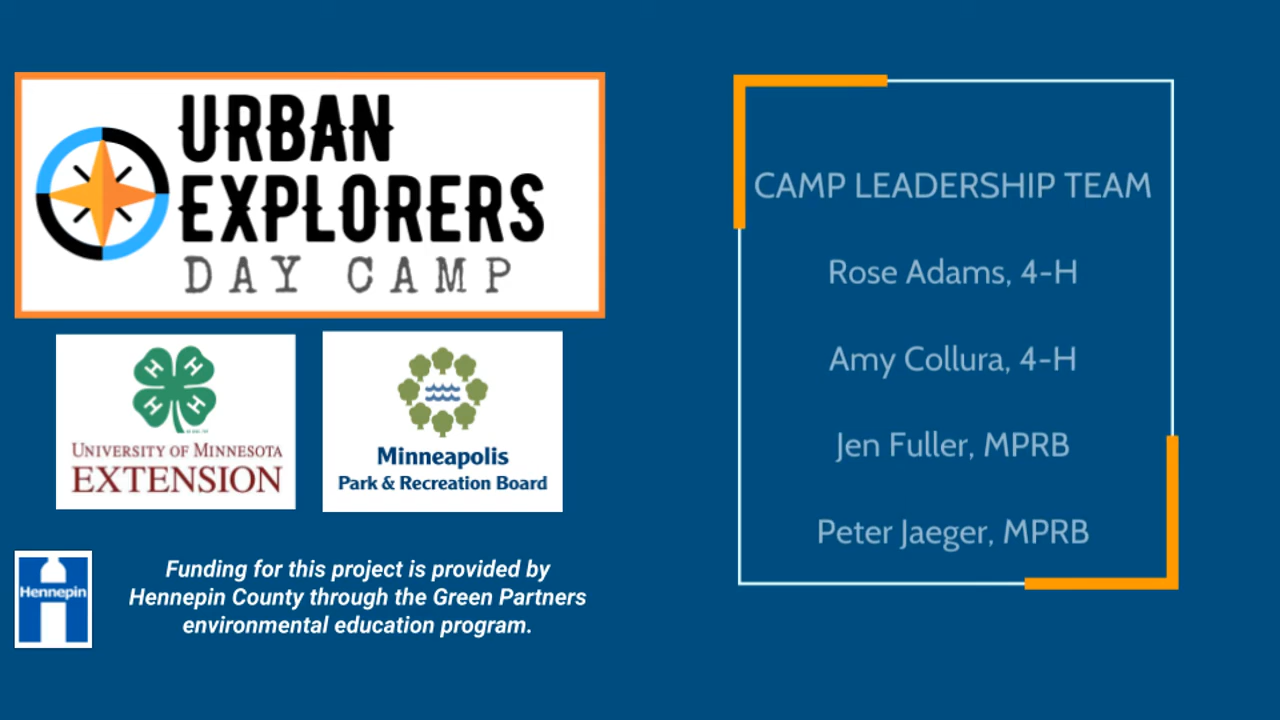 URBAN
EXPLORERS
DAY CAMP
H H
H H
UNIVERSITY OF MINNESOTA
EXTENSION
Minneapolis
Park & Recreation Board
Hennepin
Funding for this project is provided by
Hennepin County through the Green Partners
environmental education program.
CAMP LEADERSHIP TEAM
Rose Adams, 4-H
Amy Collura, 4-H
Jen Fuller, MPRB
Peter Jaeger, MPRB